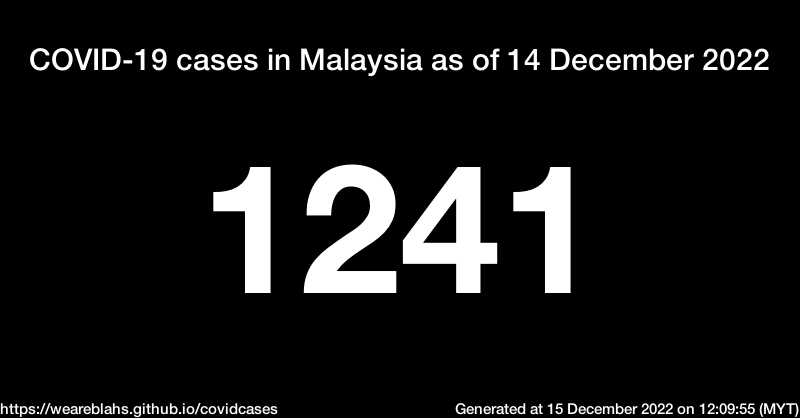 COVID-19 cases in Malaysia as of 14 December 2022
1241
https://weareblahs.github.io/covidcases
Generated at 15 December 2022 on 12:09:55 (MYT)